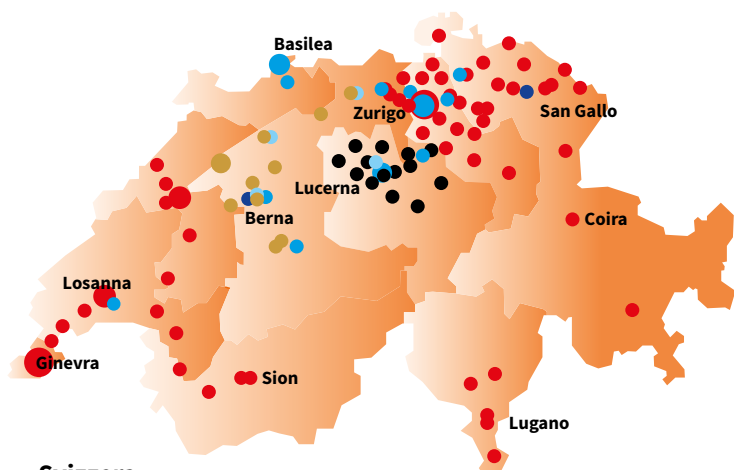 Basilea
Zurigo
San Gallo
Lucerna
Berna
Coira
Losanna
Ginevra
Sion
Lugano